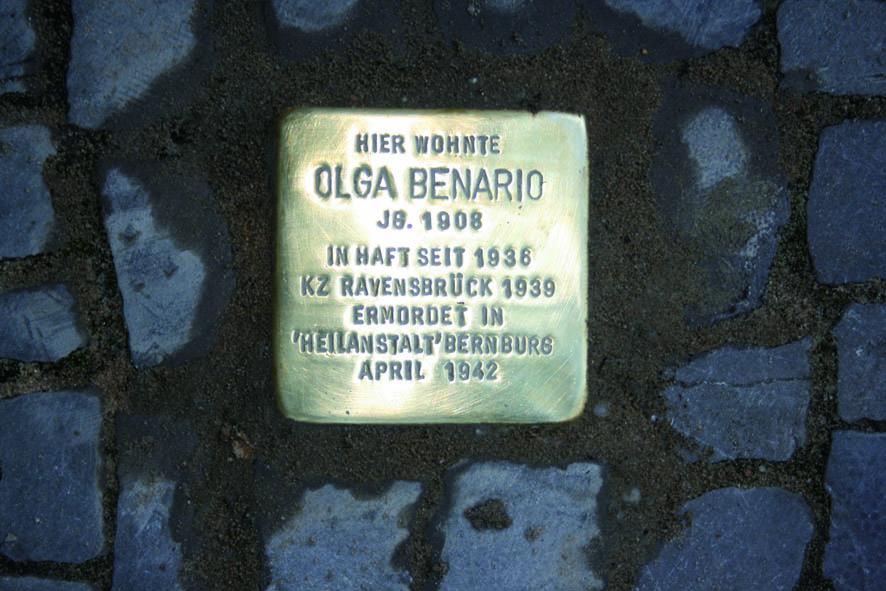 HIER WOHNTE
OLGA BENARIO
JG. 1908
IN HAFT SEIT 1936
KZ RAVENSBRÜCK 1939
ERMORDET IN
'HEILANSTALT' BERNBURG
APRIL 1942